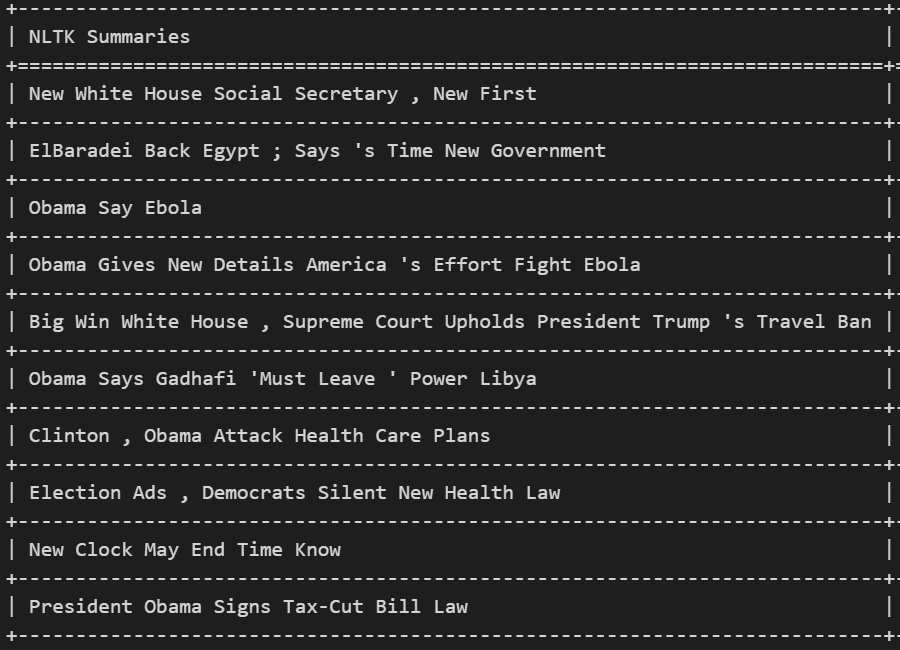 NLTK Summaries
New White House Social Secretary , New First
ElBaradei Back Egypt ; Says 's Time New Government
Obama Say Ebola
Obama Gives New Details America 's Effort Fight Ebola
Big Win White House , Supreme Court Upholds President Trump 's Travel Ban
Obama Says Gadhafi 'Must Leave ' Power Libya
Clinton , Obama Attack Health Care Plans
Election Ads , Democrats Silent New Health Law
New Clock May End Time Know
President Obama Signs Tax-Cut Bill Law